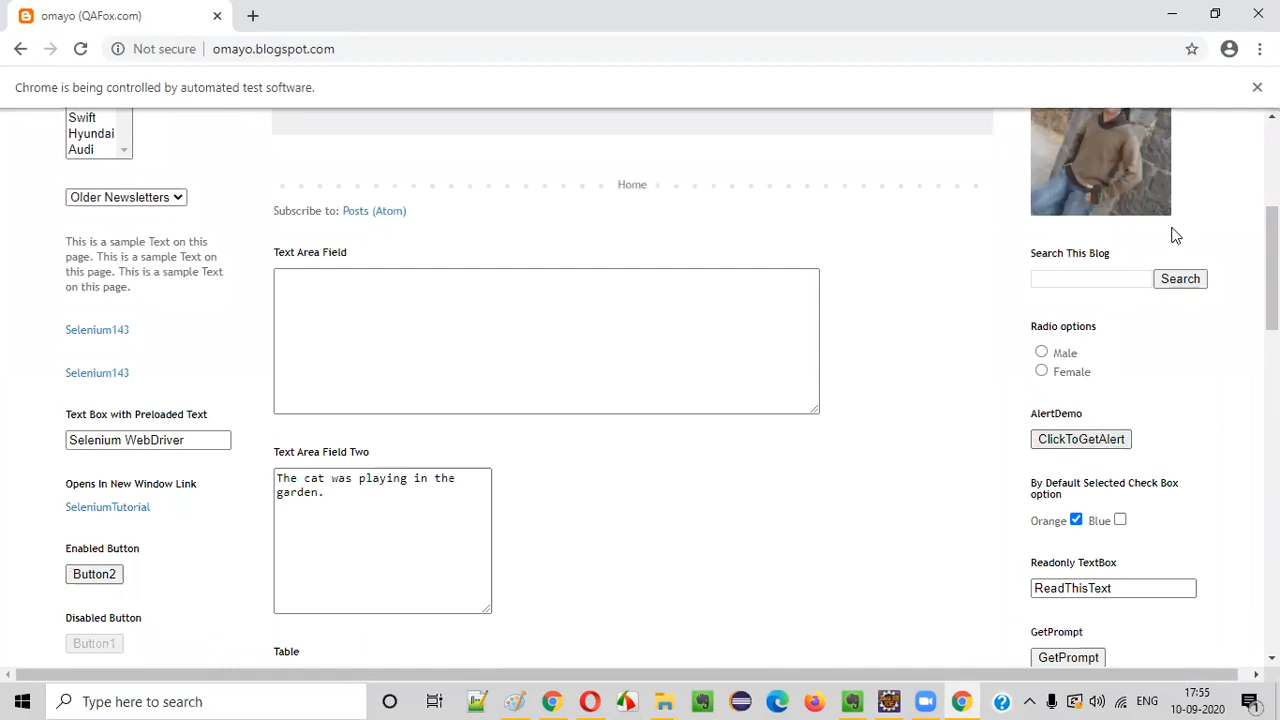 omayo (QAFox.com)
Not secure
omayo.blogspot.com
Chrome is being controlled by automated test software.
Swift
Hyundai
Audi
Older Newsletters
This is a sample Text on this
page. This is a sample Text on
this page. This is a sample Text
on this page.
Selenium143
Selenium143
Text Box with Preloaded Text
Selenium WebDriver
Opens In New Window Link
SeleniumTutorial
Enabled Button
Button2
Disabled Button
Button1
Home
Subscribe to: Posts (Atom)
Text Area Field
Text Area Field Two
The cat was playing in the
garden.
Table
Search This Blog
Search
Radio options
Male
Female
AlertDemo
ClickToGetAlert
By Default Selected Check Box
option
Orange Blue
Readonly TextBox
ReadThisText
GetPrompt
GetPrompt
Type here to search
ENG
17:55
10-09-2020
1